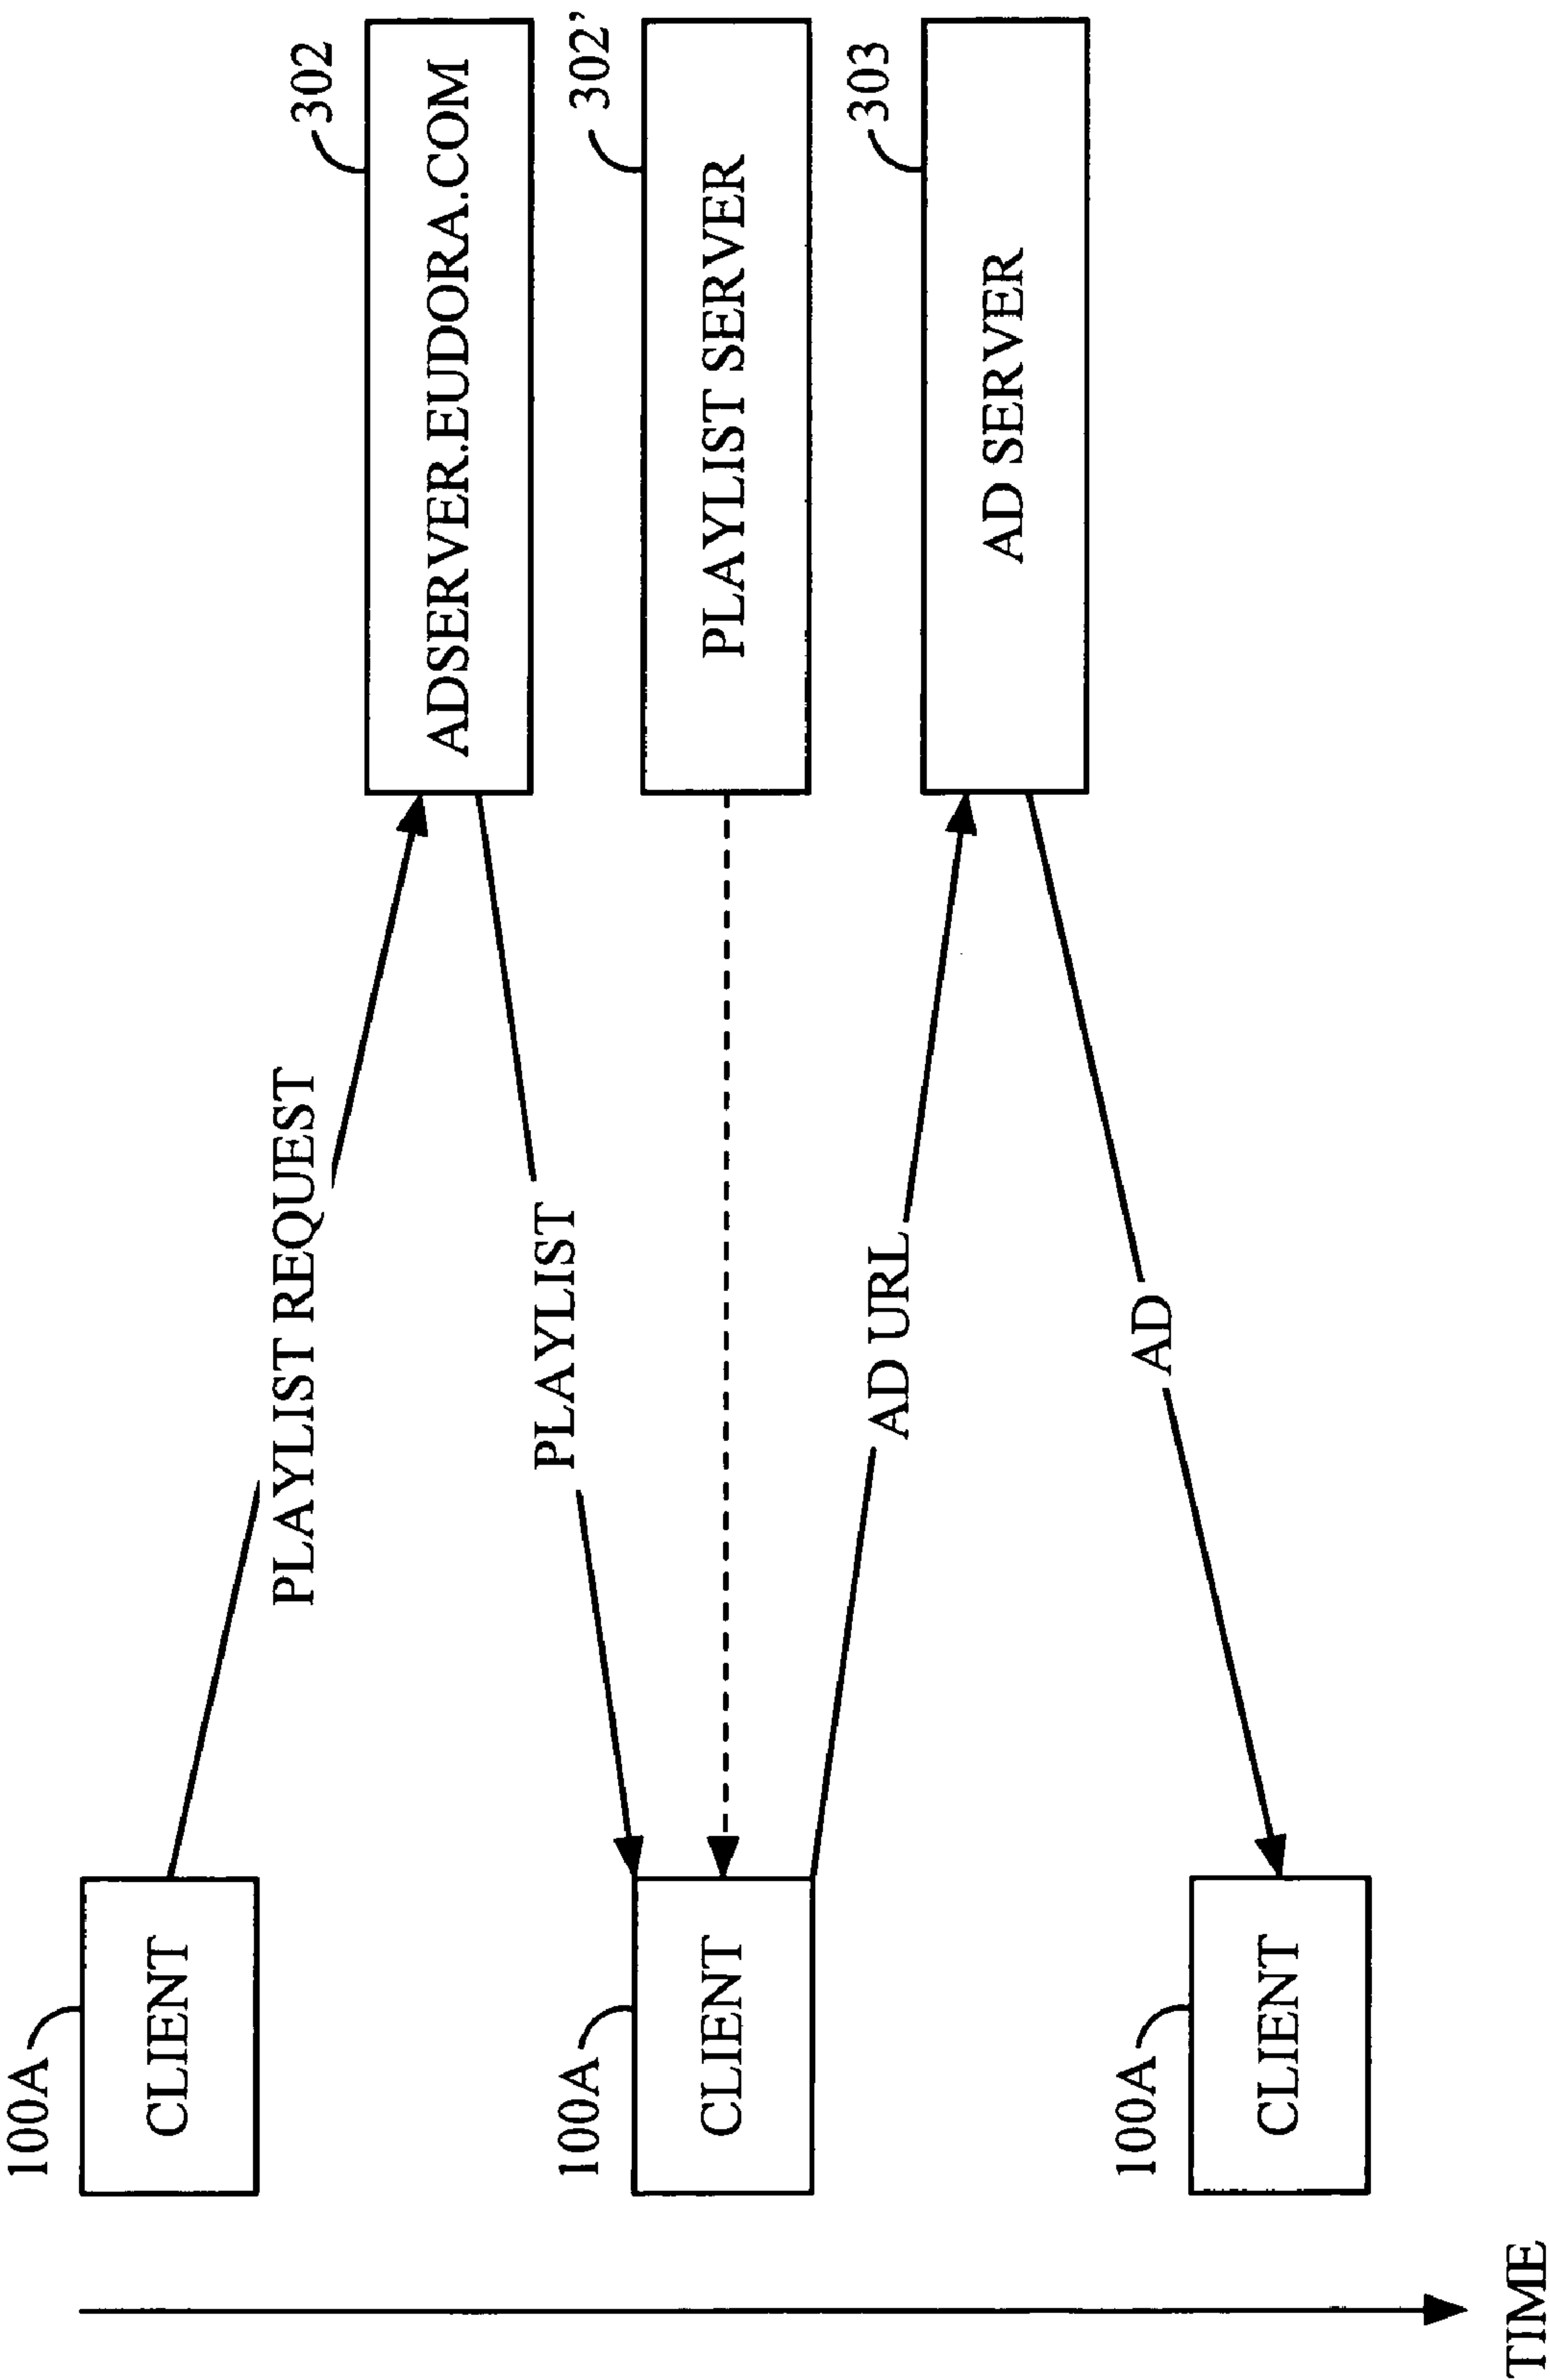 100A
CLIENT
PLAYLIST REQUEST
302
ADSERVER.EUDORA.COM
PLAYLIST
100A
CLIENT
302'
PLAYLIST SERVER
AD URL
303
AD SERVER
AD
100A
CLIENT
TIME